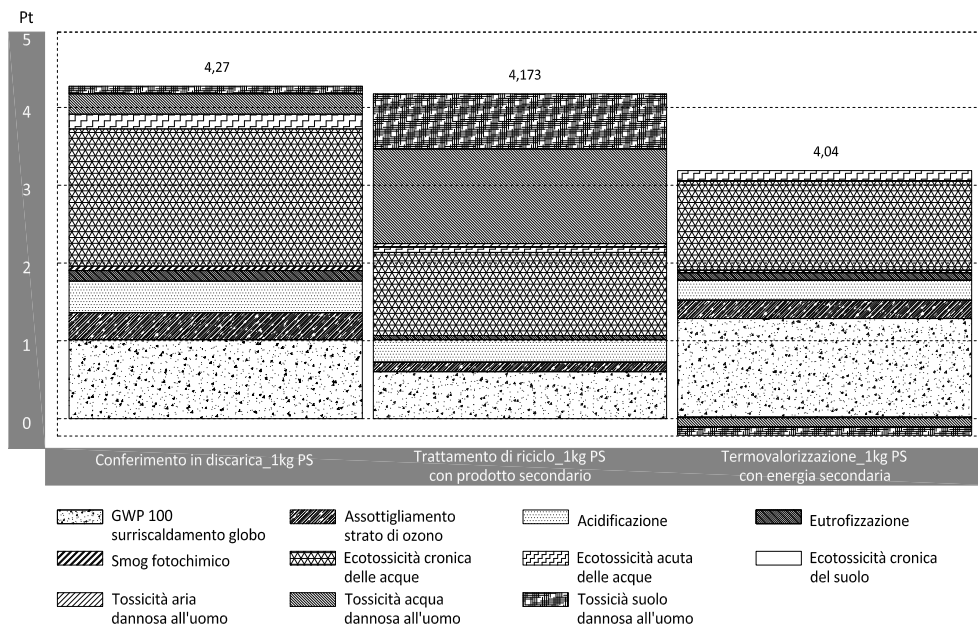 Pt
5
4
3
2
1
0
4,27
4,173
4,04
Conferimento in discarica_1kg PS
Trattamento di riciclo_1kg PS
con prodotto secondario
Termovalorizzazione_1kg PS
con energia secondaria
GWP 100
surriscaldamento globo
Assottigliamento
strato di ozono
Acidificazione
Eutrofizzazione
Smog fotochimico
Ecotossicità cronica
delle acque
Ecotossicità acuta
delle acque
Ecotossicità cronica
del suolo
Tossicità aria
dannosa all'uomo
Tossicità acqua
dannosa all'uomo
Tossicià suolo
dannosa all'uomo